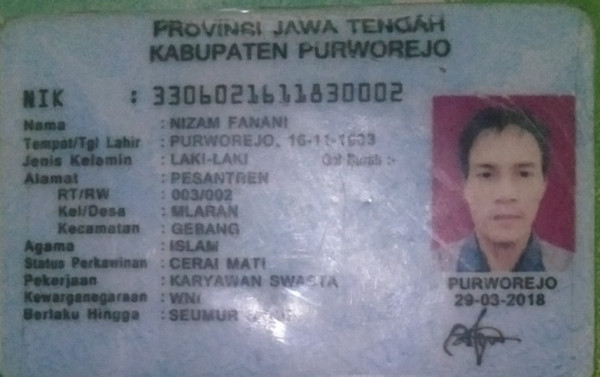 PROVINSI JAWA TENGAH
KABUPATEN PURWOREJO
NIK : 3306021611830002
Nama : NIZAM FANANI
Tempat/Tgl Lahir : PURWOREJO, 16-11-1983
Jenis Kelamin : LAKI-LAKI Gol Darah :-
Alamat : PESANTREN
RT/RW : 003/002
Kel/Desa : MLARAN
Kecamatan : GEBANG
Agama : ISLAM
Status Perkawinan : CERAI MATI
Pekerjaan : KARYAWAN SWASTA
Kewarganegaraan : WNI
Berlaku Hingga : SEUMUR
PURWOREJO
29-03-2018